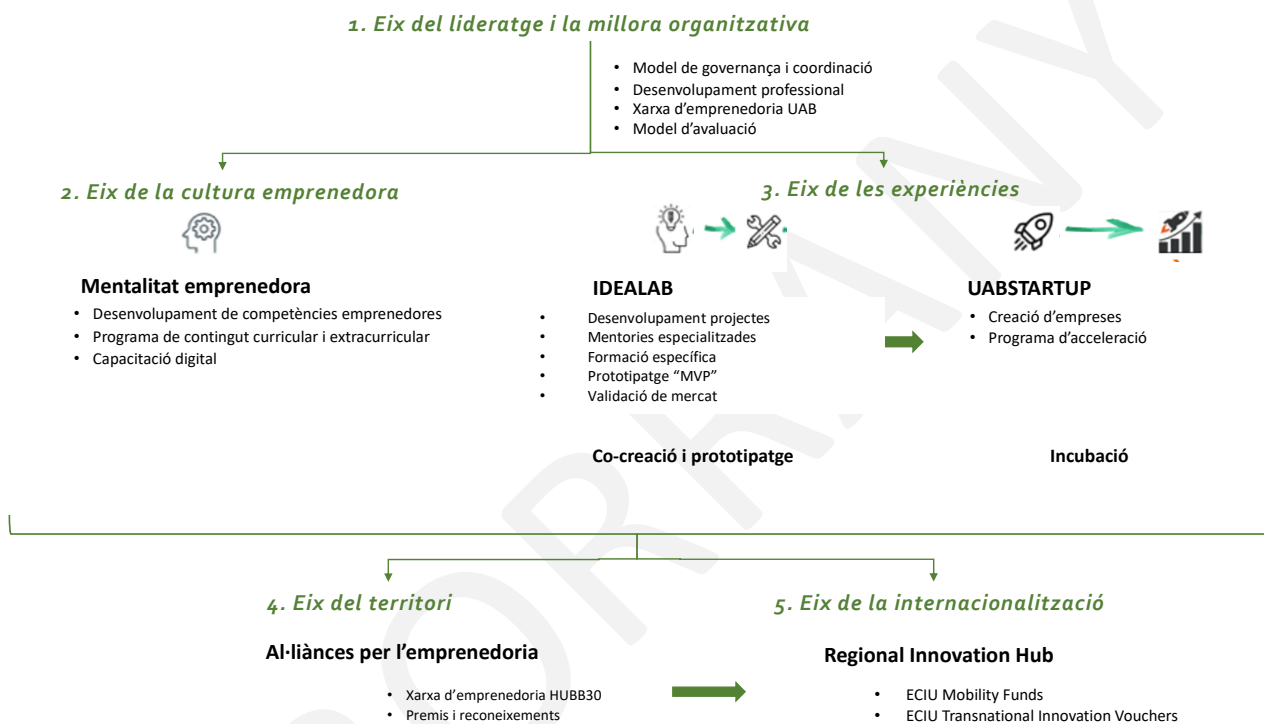 1. Eix del lideratge i la millora organitzativa
• Model de governança i coordinació
• Desenvolupament professional
• Xarxa d'emprenedoria UAB
• Model d'avaluació
2. Eix de la cultura emprenedora
3. Eix de les experiències
Mentalitat emprenedora
• Desenvolupament de competències emprenedores
• Programa de contingut curricular i extracurricular
• Capacitació digital
IDEALAB
• Desenvolupament projectes
• Mentories especialitzades
• Formació específica
• Prototipatge “MVP”
• Validació de mercat
Co-creació i prototipatge
UABSTARTUP
• Creació d'empreses
• Programa d'acceleració
Incubació
4. Eix del territori
Al·liànces per l'emprenedoria
• Xarxa d'emprenedoria HUBB30
• Premis i reconeixements
5. Eix de la internacionalització
Regional Innovation Hub
• ECIU Mobility Funds
• ECIU Transnational Innovation Vouchers